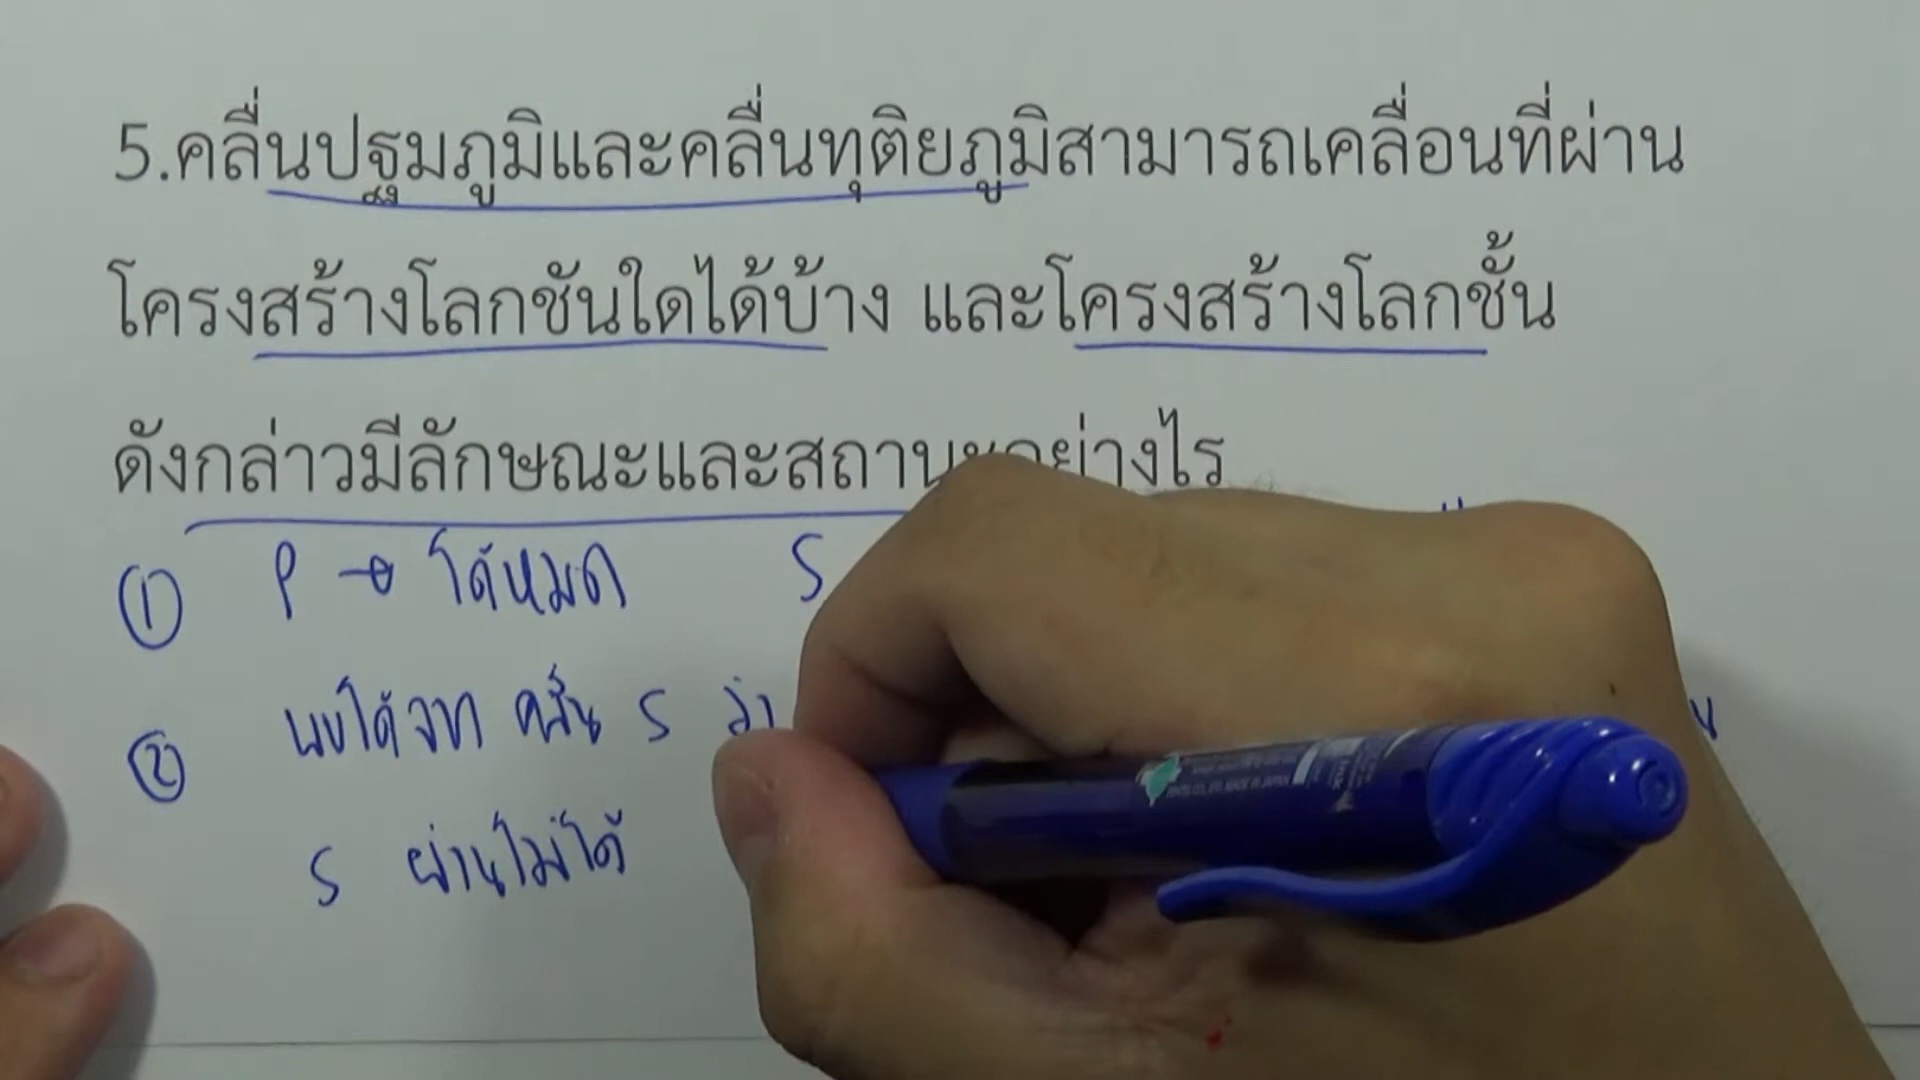 5.คลื่นปฐมภูมิและคลื่นทุติยภูมิสามารถเคลื่อนที่ผ่าน
โครงสร้างโลกชันใดได้บ้าง และโครงสร้างโลกชั้น
ดังกล่าวมีลักษณะและสถานะอย่างไร
① P → ได้หมด S
② พบได้จาก คลื่น S ว่า
S ผ่านไม่ได้